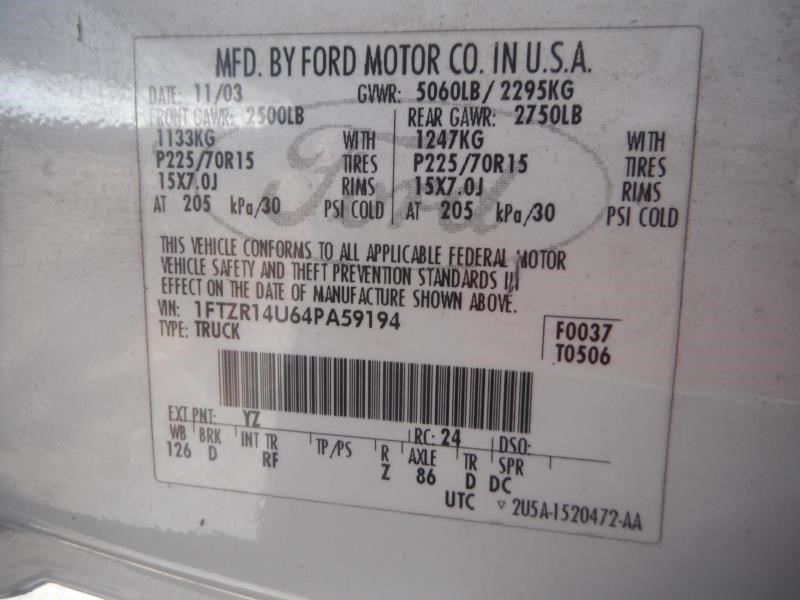 MFD. BY FORD MOTOR CO. IN U.S.A.
DATE: 11/03 GVWR: 5060LB/ 2295KG
FRONT GAWR: 2500LB REAR GAWR: 2750LB
1133KG WITH 1247KG WITH
P225/70R15 TIRES P225/70R15 TIRES
15X7.0J RIMS 15X7.0J RIMS
AT 205 kPa/30 PSI COLD AT 205 kPa/30 PSI COLD
Ford
THIS VEHICLE CONFORMS TO ALL APPLICABLE FEDERAL MOTOR
VEHICLE SAFETY AND THEFT PREVENTION STANDARDS IN
EFFECT ON THE DATE OF MANUFACTURE SHOWN ABOVE.
VIN: 1FTZR14U64PA59194
TYPE: TRUCK
F0037
T0506
EXT PNT: YZ RC: 24 DSO:
WB BRK INT TR TP/PS R AXLE TR SPR
126 D RF Z 86 D DC
UTC ▽ 2U5A-1520472-AA